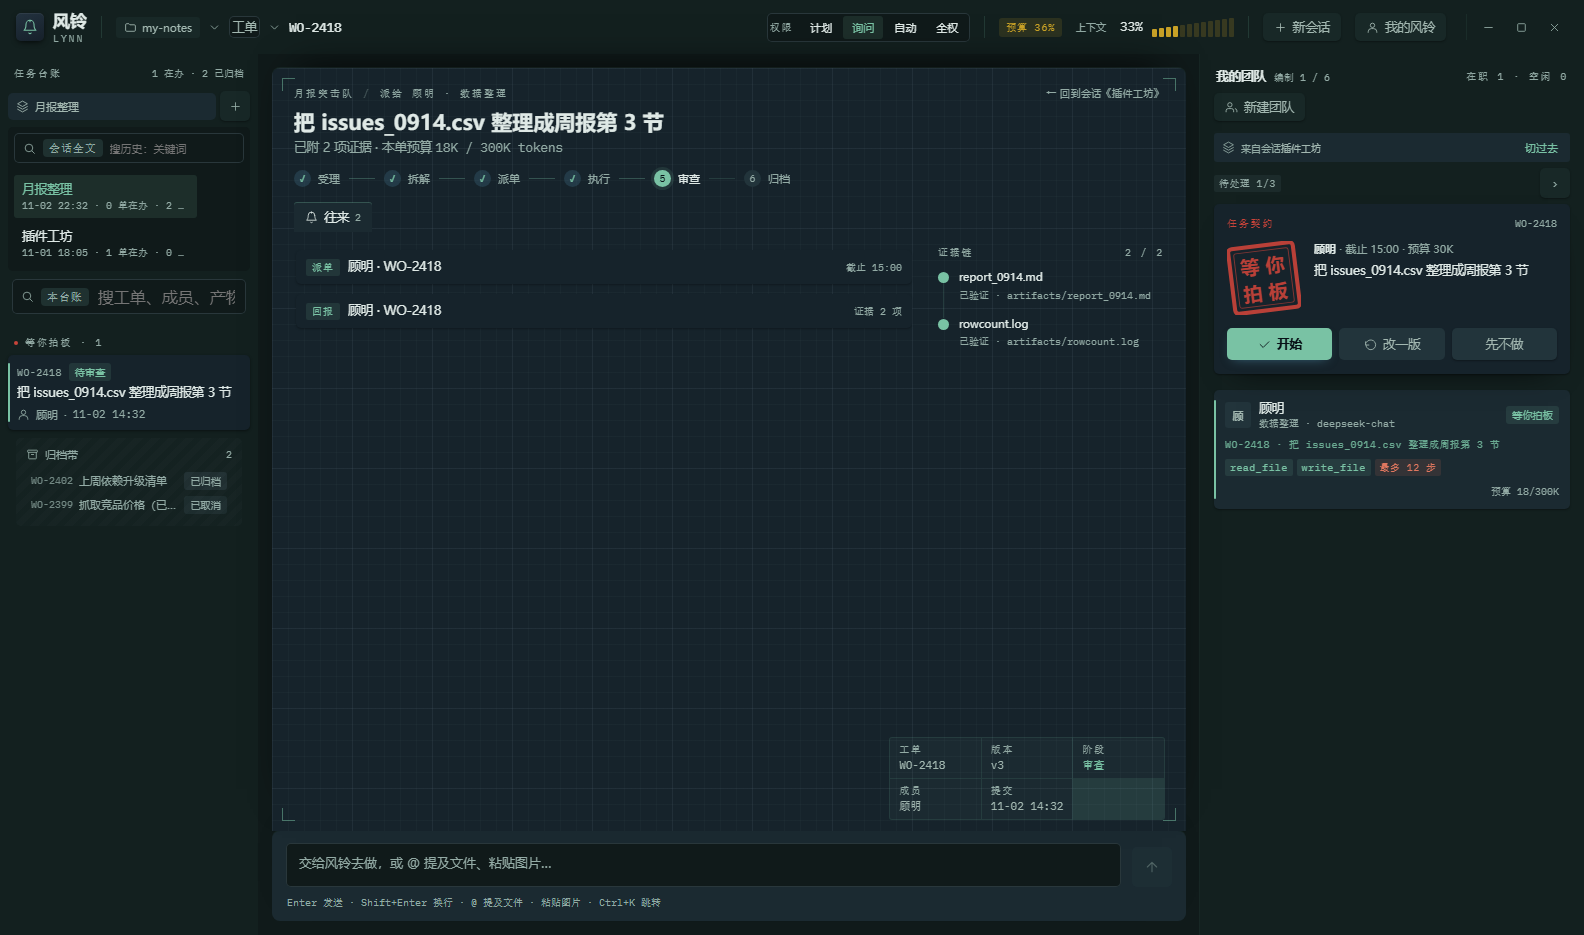 风铃
LYNN
my-notes
工单
WO-2418
权限 计划 询问 自动 全权
预算 36%
上下文 33%
新会话
我的风铃
任务台账 1 在办 · 2 已归档
月报整理
会话全文 搜历史：关键词
月报整理
11-02 22:32 · 0 单在办 · 2 …
插件工坊
11-01 18:05 · 1 单在办 · 0 …
本台账 搜工单、成员、产物
等你拍板 · 1
WO-2418 待审查
把 issues_0914.csv 整理成周报第 3 节
顾明 · 11-02 14:32
归档带 2
WO-2402 上周依赖升级清单 已归档
WO-2399 抓取竞品价格（已… 已取消
月报突击队 / 派给 顾明 · 数据整理
← 回到会话《插件工坊》
把 issues_0914.csv 整理成周报第 3 节
已附 2 项证据 · 本单预算 18K / 300K tokens
受理 拆解 派单 执行 5 审查 6 归档
往来 2
派单 顾明 · WO-2418 截止 15:00
回报 顾明 · WO-2418 证据 2 项
证据链 2 / 2
report_0914.md
已验证 · artifacts/report_0914.md
rowcount.log
已验证 · artifacts/rowcount.log
工单 版本 阶段
WO-2418 v3 审查
成员 提交
顾明 11-02 14:32
交给风铃去做，或 @ 提及文件、粘贴图片…
Enter 发送 · Shift+Enter 换行 · @ 提及文件 · 粘贴图片 · Ctrl+K 跳转
我的团队 编制 1 / 6 在职 1 · 空闲 0
新建团队
来自会话插件工坊 切过去
待处理 1/3
任务契约 WO-2418
等你拍板
顾明 · 截止 15:00 · 预算 30K
把 issues_0914.csv 整理成周报第 3 节
开始 改一版 先不做
顾 顾明 等你拍板
数据整理 · deepseek-chat
WO-2418 · 把 issues_0914.csv 整理成周报第 3 节
read_file write_file 最多 12 步
预算 18/300K